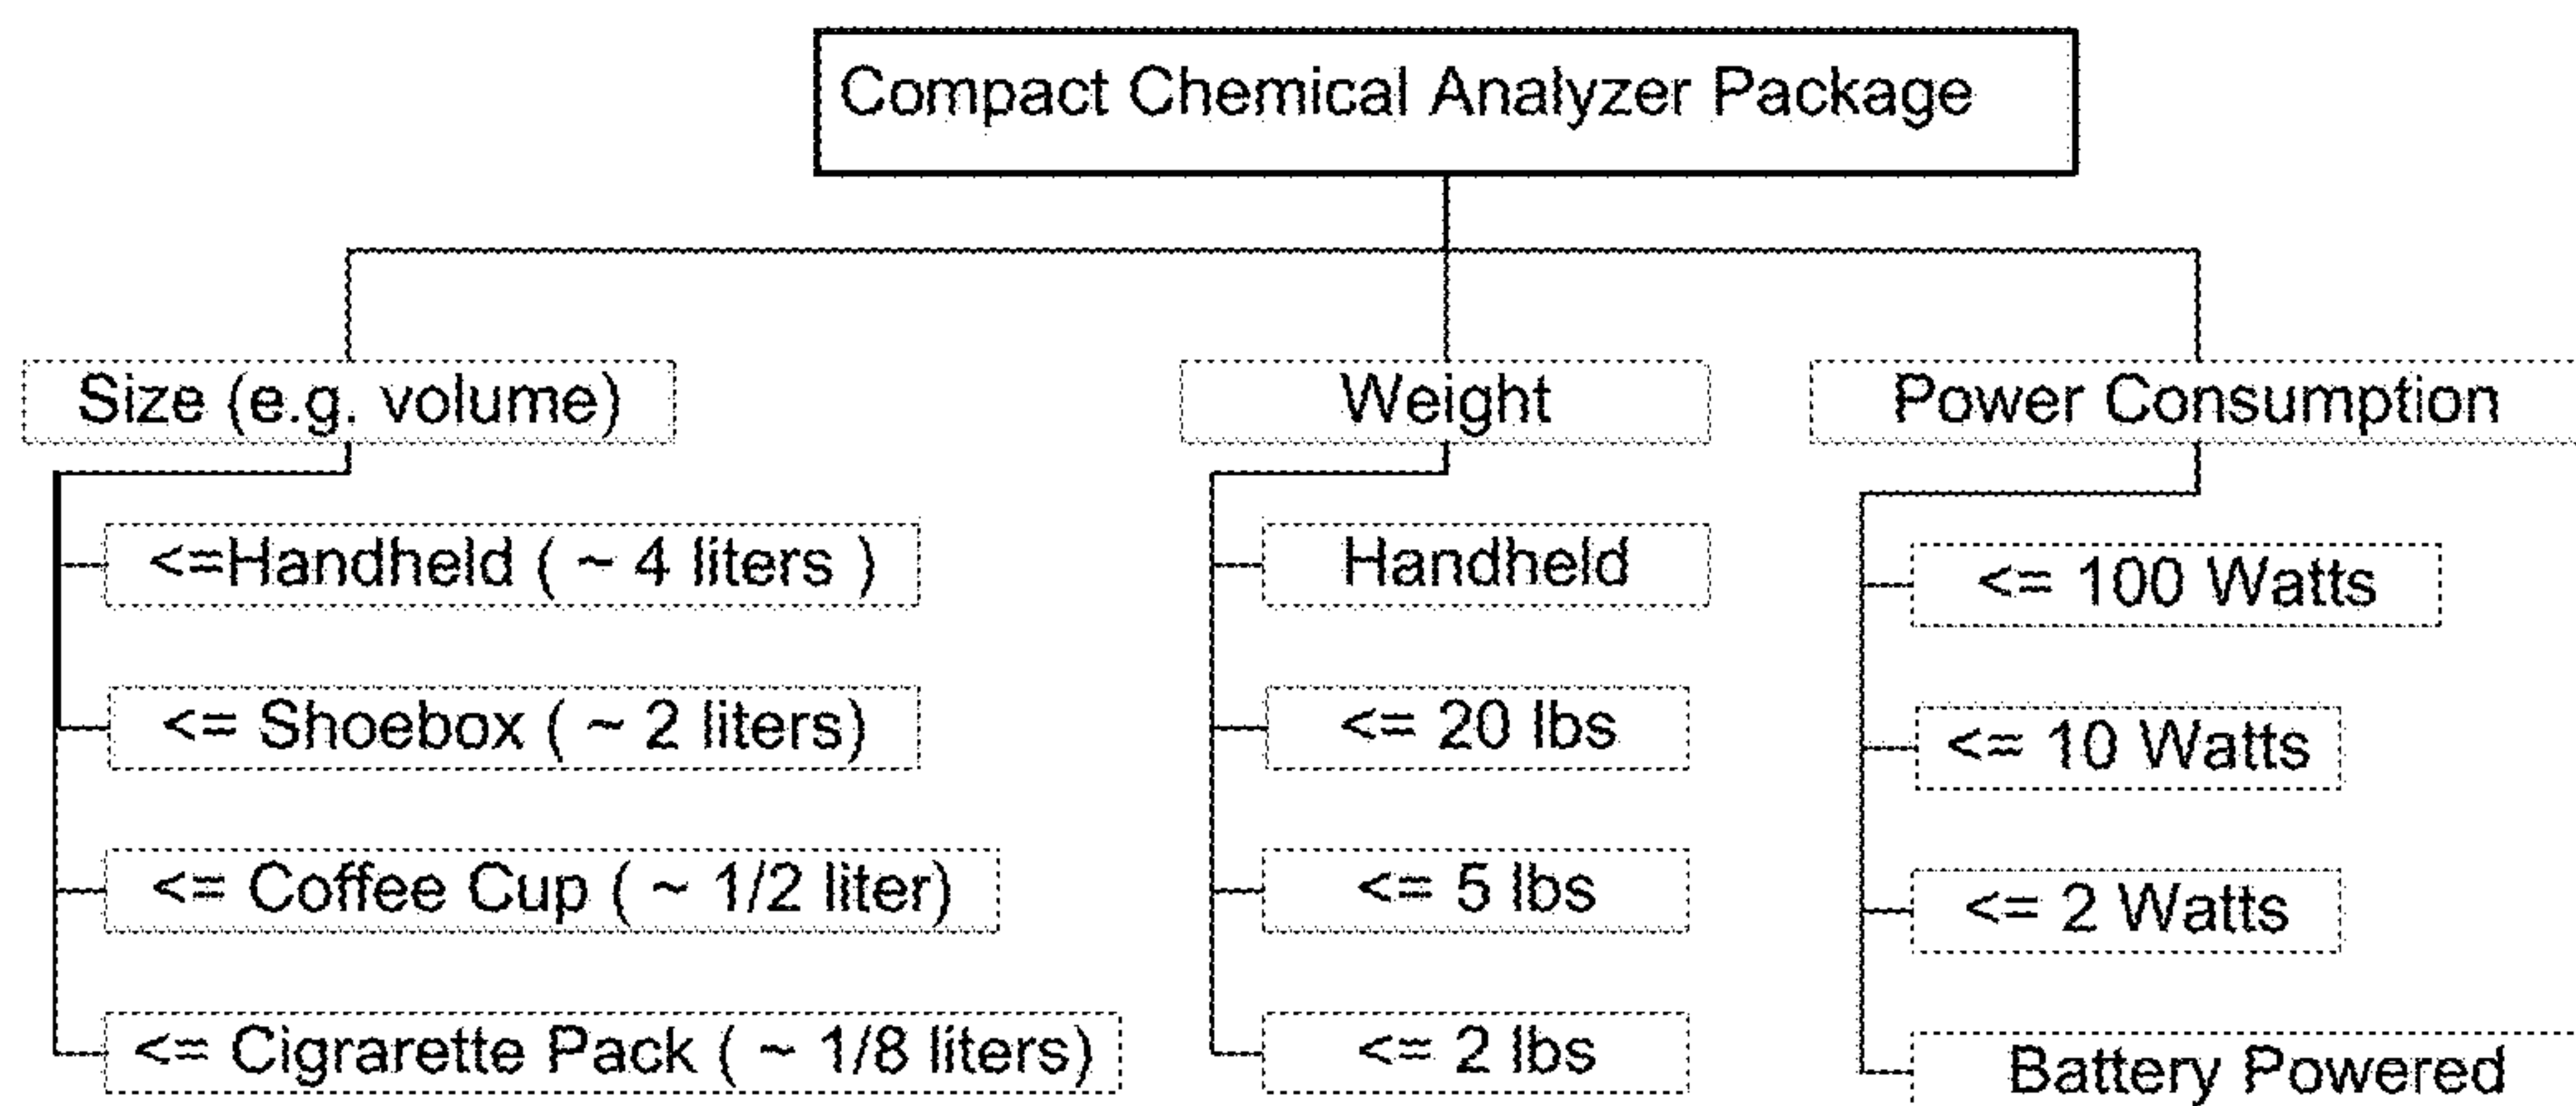 Compact Chemical Analyzer Package
Size (e.g. volume)
<=Handheld ( ~ 4 liters )
<= Shoebox ( ~ 2 liters)
<= Coffee Cup ( ~ 1/2 liter)
<= Cigrarette Pack ( ~ 1/8 liters)
Weight
Handheld
<= 20 lbs
<= 5 lbs
<= 2 lbs
Power Consumption
<= 100 Watts
<= 10 Watts
<= 2 Watts
Battery Powered